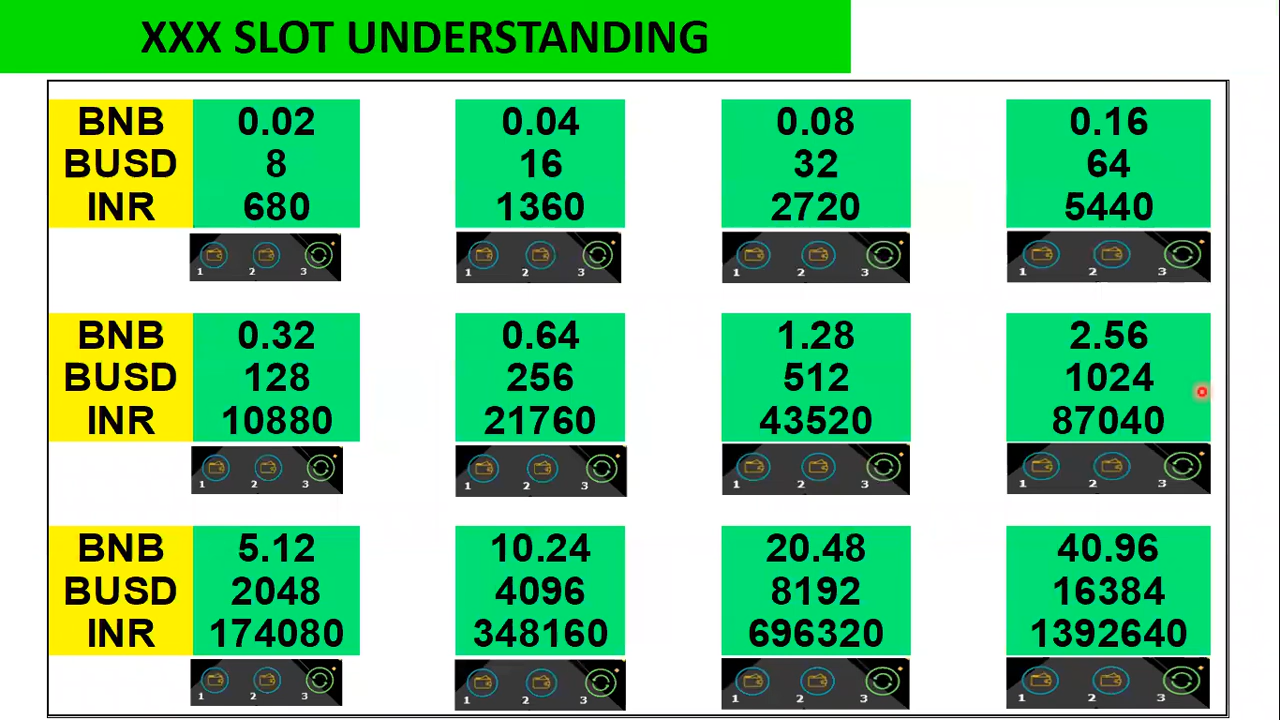 XXX SLOT UNDERSTANDING
BNB 0.02 0.04 0.08 0.16
BUSD 8 16 32 64
INR 680 1360 2720 5440
1 2 3 1 2 3 1 2 3 1 2 3
BNB 0.32 0.64 1.28 2.56
BUSD 128 256 512 1024
INR 10880 21760 43520 87040
1 2 3 1 2 3 1 2 3 1 2 3
BNB 5.12 10.24 20.48 40.96
BUSD 2048 4096 8192 16384
INR 174080 348160 696320 1392640
1 2 3 1 2 3 1 2 3 1 2 3